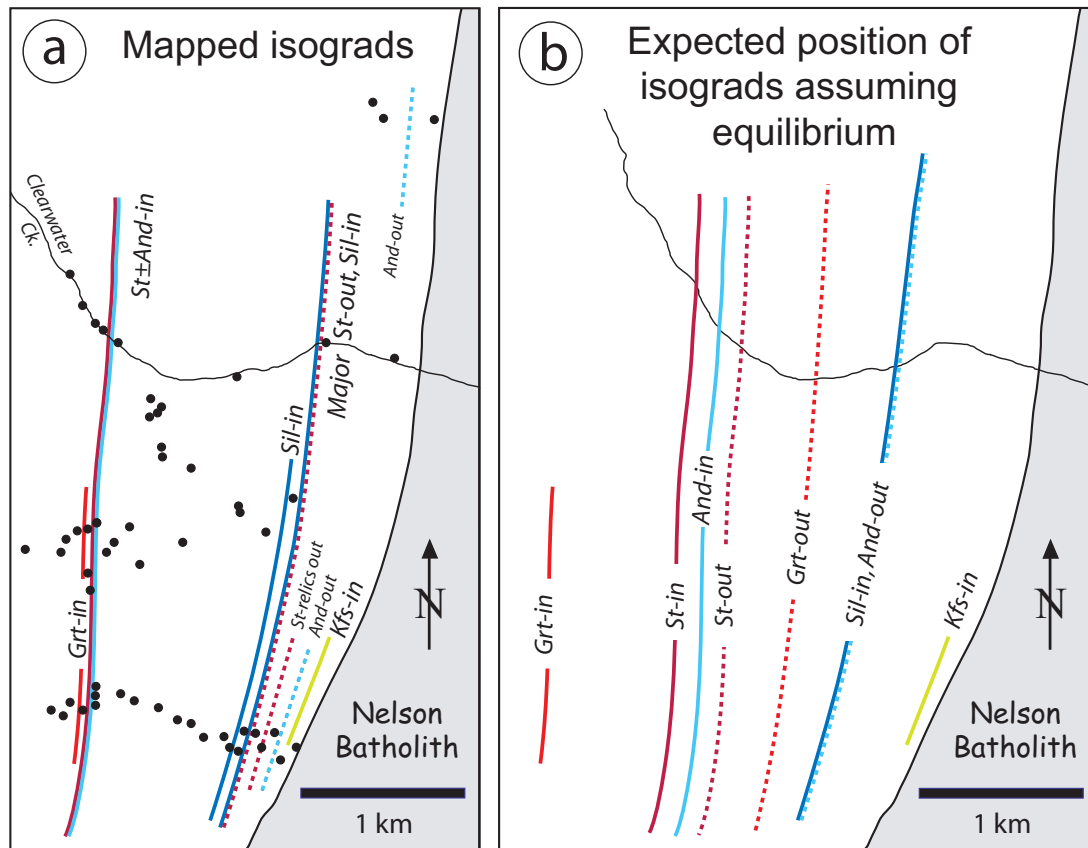 a
Mapped isograds
Clearwater
Ck.
St±And-in
And-out
Major St-out, Sil-in
Sil-in
St-relics out
And-out
Kfs-in
Grt-in
N
Nelson
Batholith
1 km
b
Expected position of
isograds assuming
equilibrium
Grt-in
St-in
And-in
St-out
Grt-out
Sil-in, And-out
Kfs-in
N
Nelson
Batholith
1 km